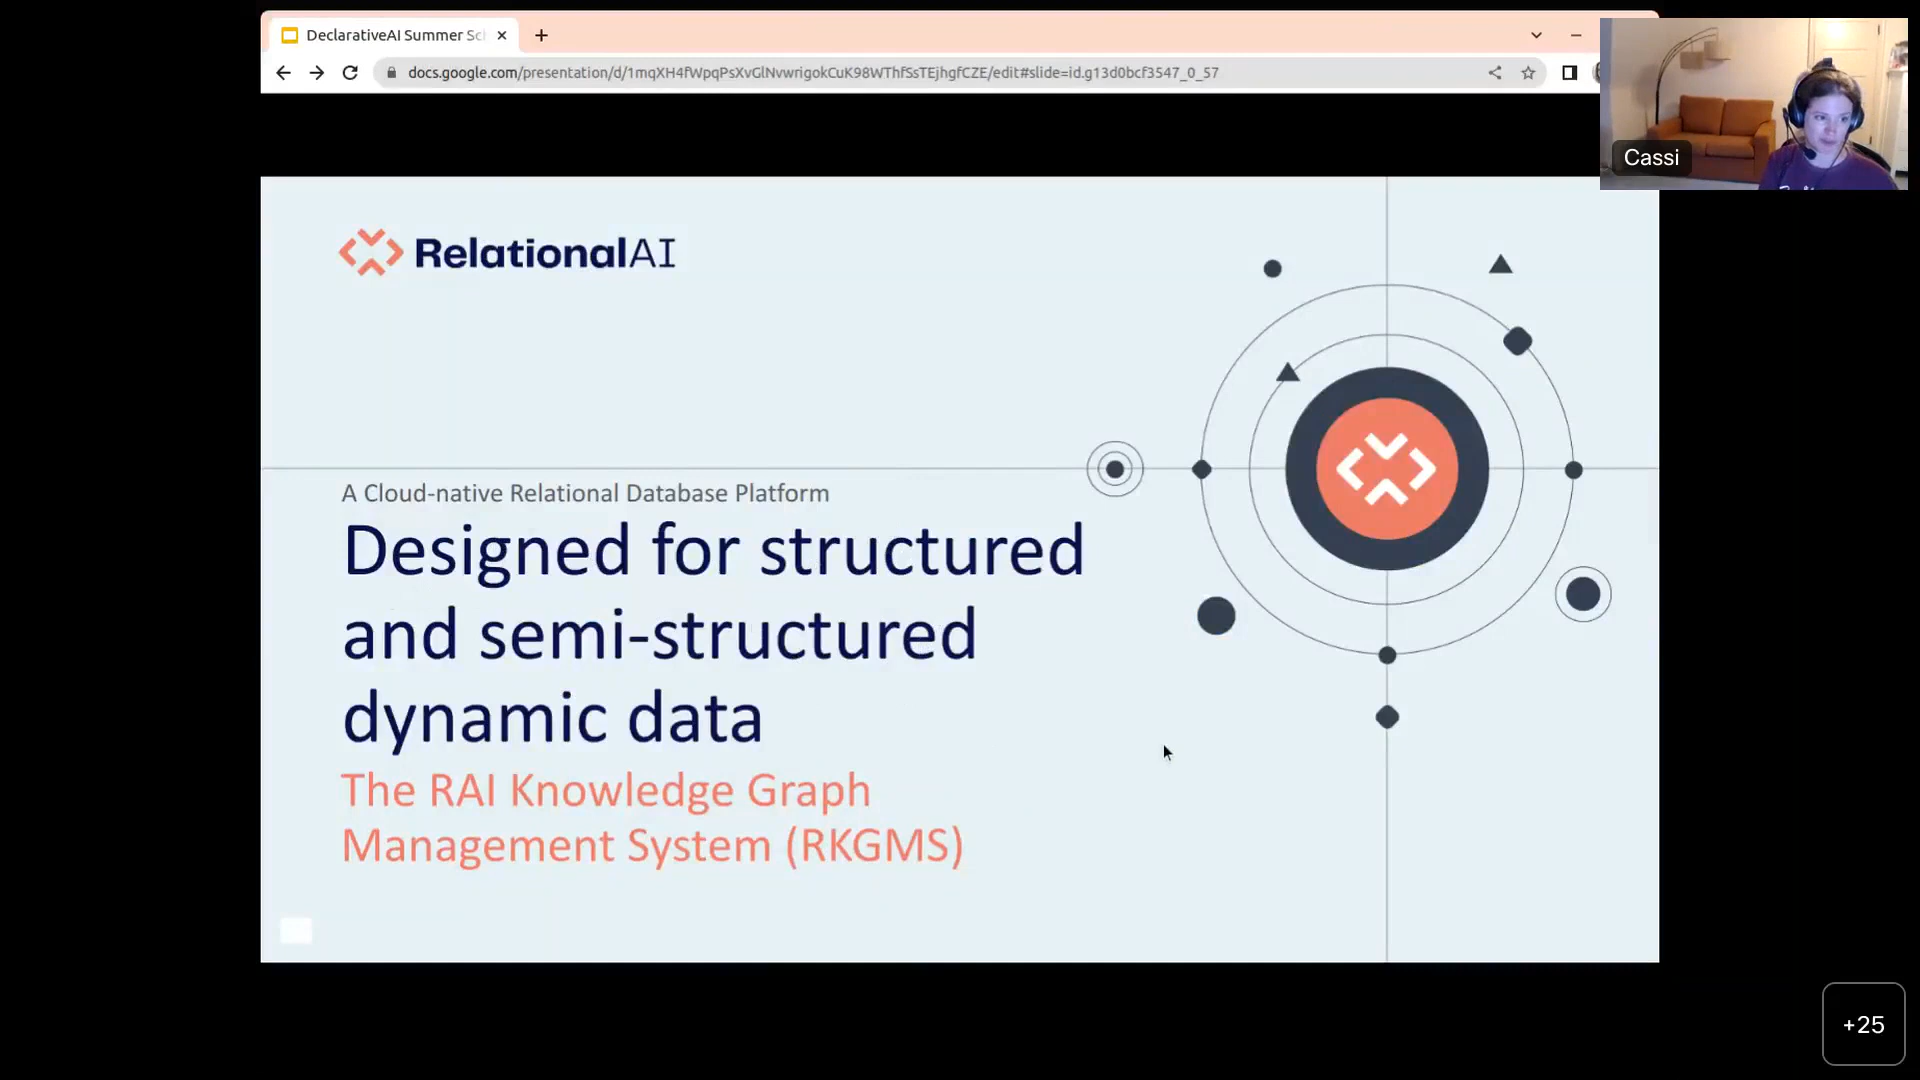 DeclarativeAI Summer Sc
docs.google.com/presentation/d/1mqXH4fWpqPsXvGlNvwrigokCuK98WThfSsTEjhgfCZE/edit#slide=id.g13d0bcf3547_0_57
Cassi
RelationalAI
A Cloud-native Relational Database Platform
Designed for structured
and semi-structured
dynamic data
The RAI Knowledge Graph
Management System (RKGMS)
+25